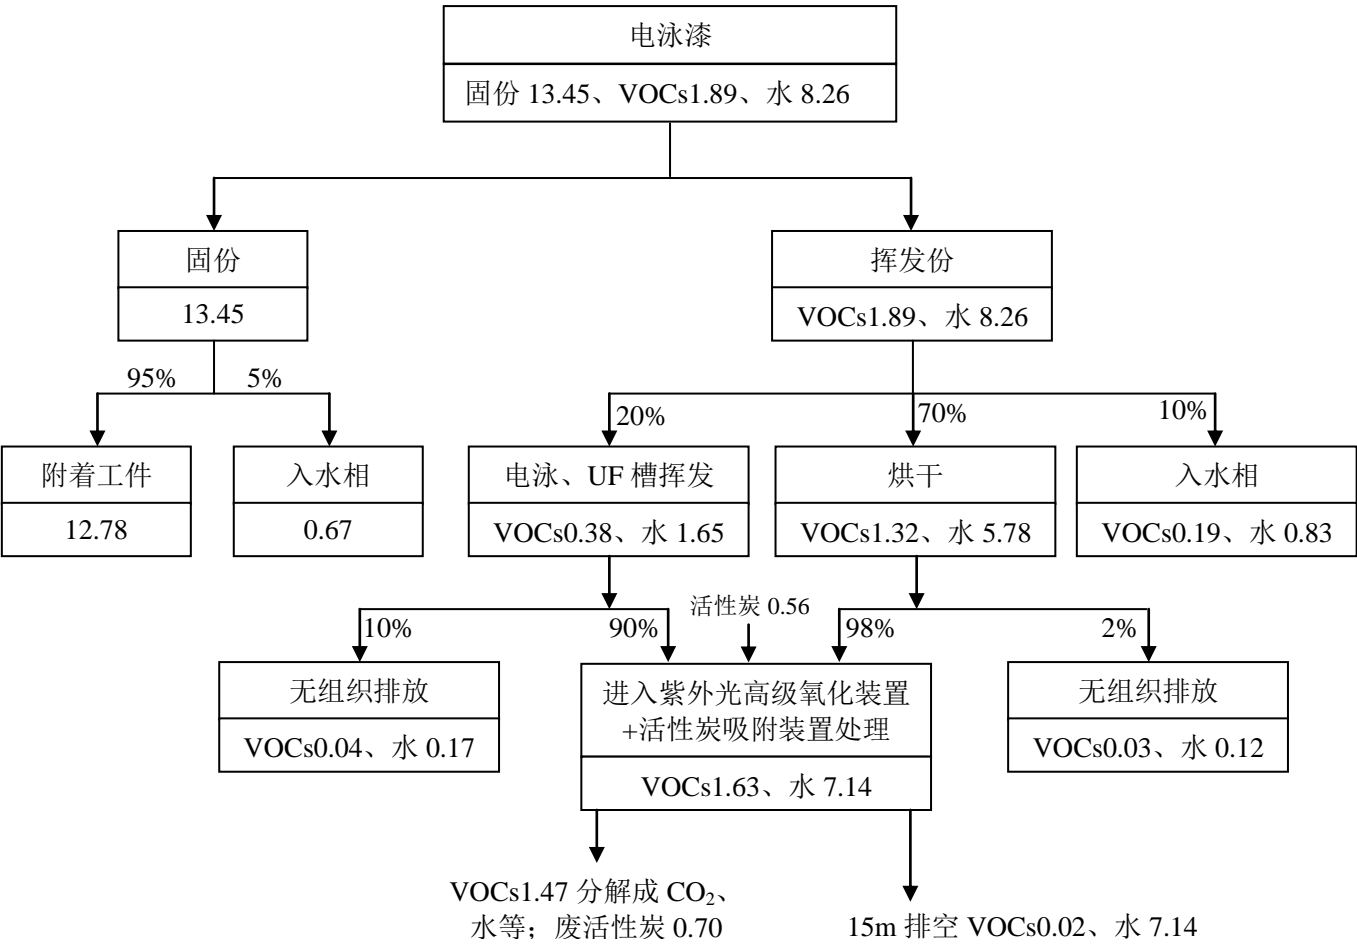 电泳漆
固份 13.45、VOCs1.89、水 8.26
固份
13.45
挥发份
VOCs1.89、水 8.26
95%
5%
20%
70%
10%
附着工件
12.78
入水相
0.67
电泳、UF 槽挥发
VOCs0.38、水 1.65
烘干
VOCs1.32、水 5.78
入水相
VOCs0.19、水 0.83
10%
90%
活性炭 0.56
98%
2%
无组织排放
VOCs0.04、水 0.17
进入紫外光高级氧化装置
+活性炭吸附装置处理
VOCs1.63、水 7.14
无组织排放
VOCs0.03、水 0.12
VOCs1.47 分解成 CO₂、
水等；废活性炭 0.70
15m 排空 VOCs0.02、水 7.14